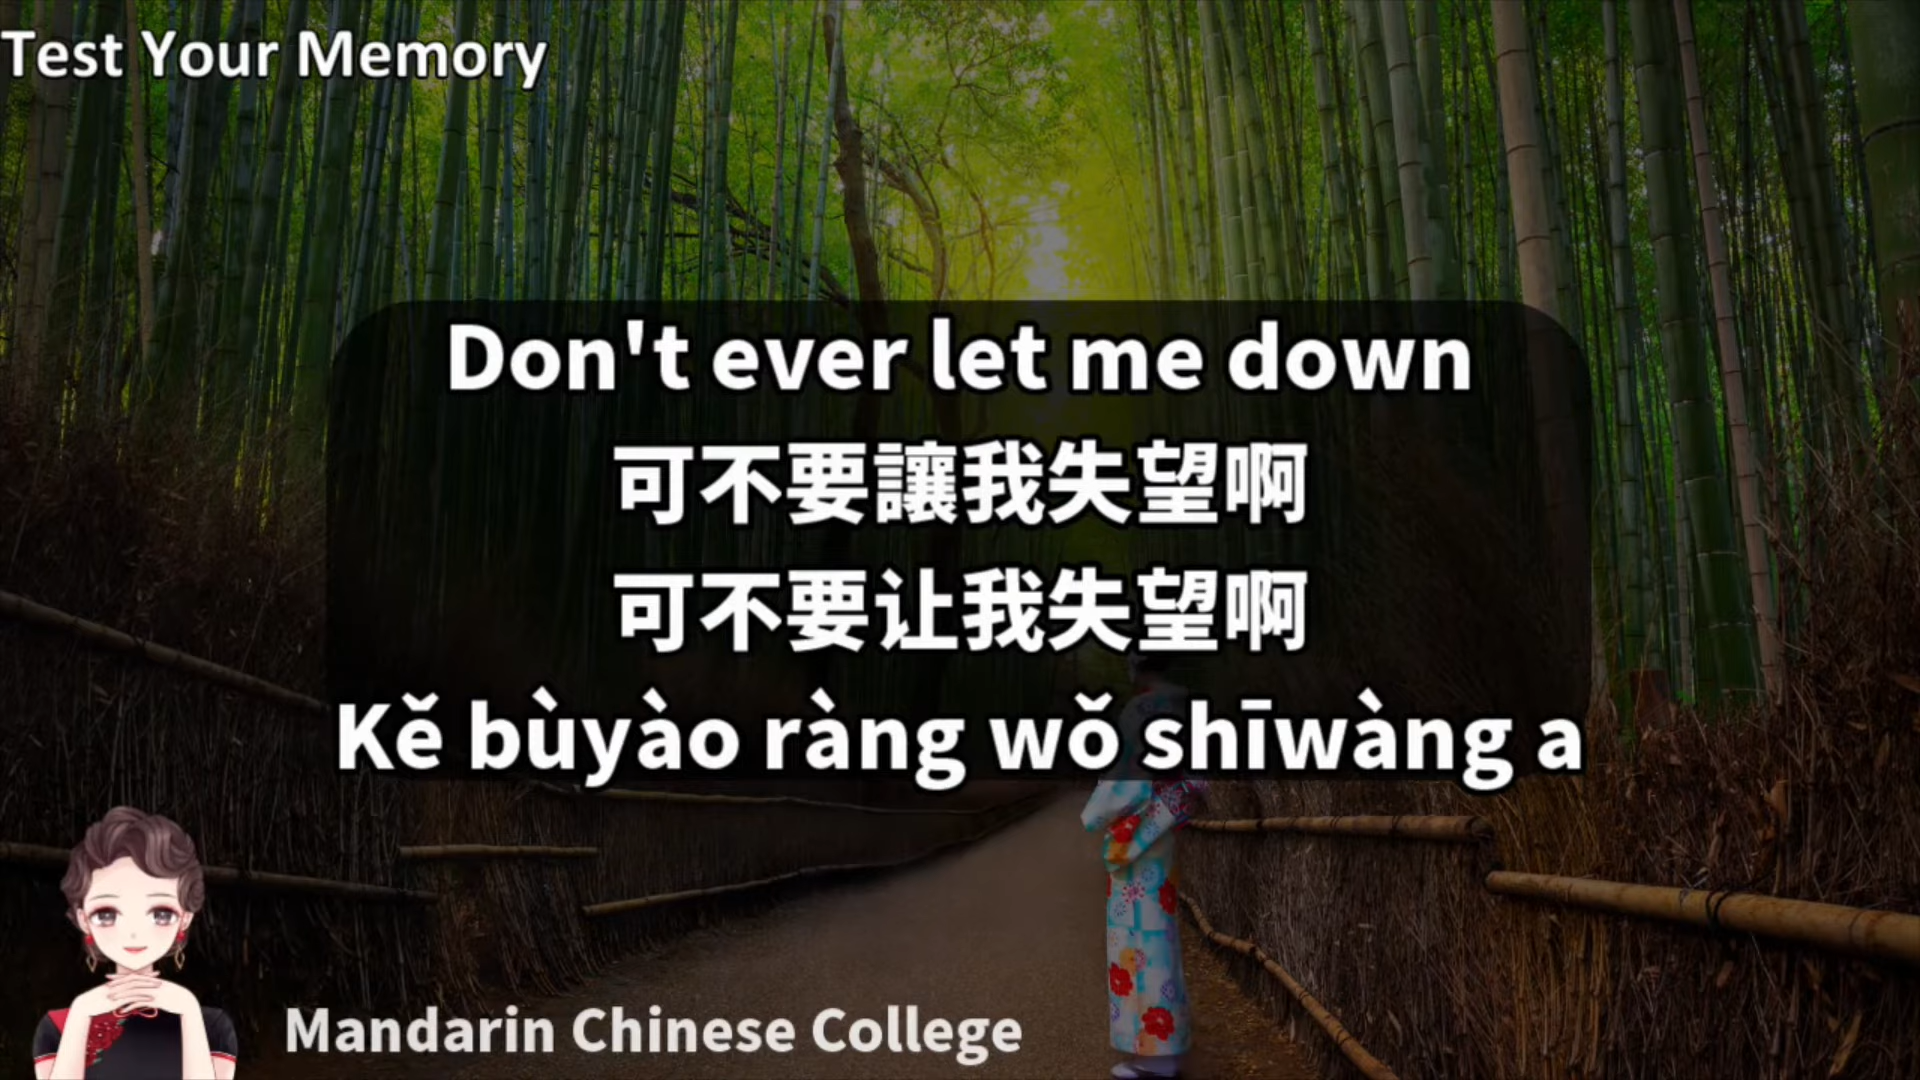 Test Your Memory
Don't ever let me down
可不要讓我失望啊
可不要让我失望啊
Kě bùyào ràng wǒ shīwàng a
Mandarin Chinese College